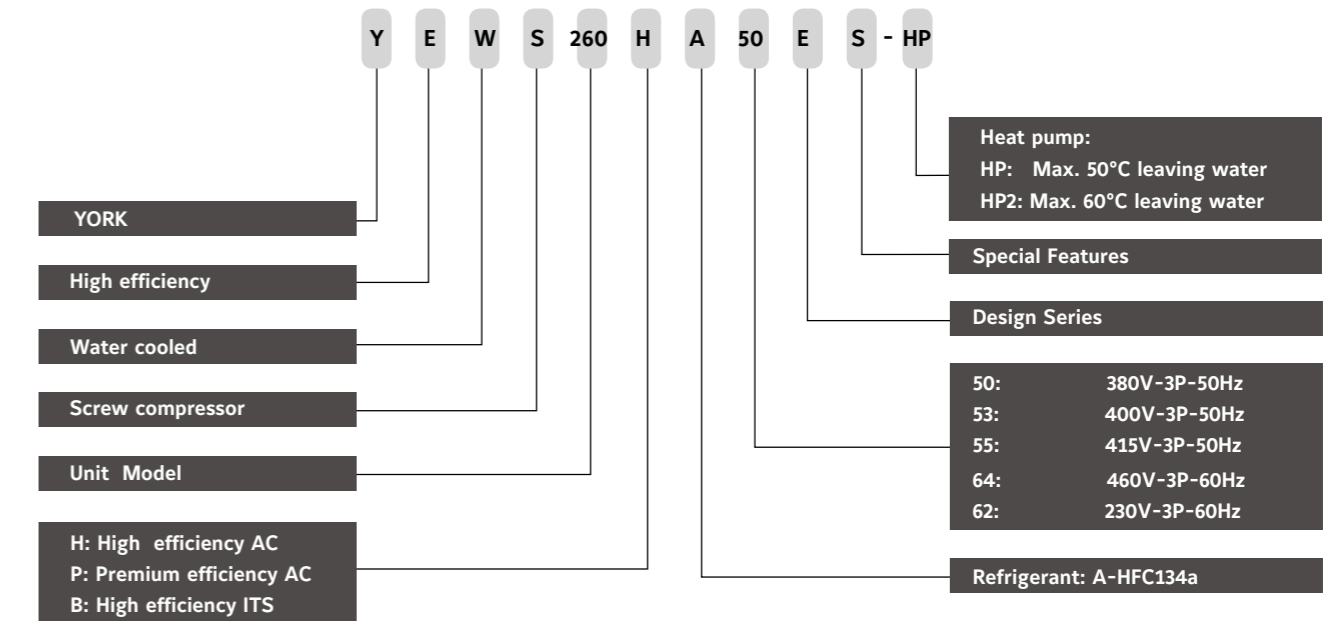 Y E W S 260 H A 50 E S - HP
YORK
High efficiency
Water cooled
Screw compressor
Unit Model
H: High efficiency AC
P: Premium efficiency AC
B: High efficiency ITS
Heat pump:
HP: Max. 50°C leaving water
HP2: Max. 60°C leaving water
Special Features
Design Series
50: 380V-3P-50Hz
53: 400V-3P-50Hz
55: 415V-3P-50Hz
64: 460V-3P-60Hz
62: 230V-3P-60Hz
Refrigerant: A-HFC134a